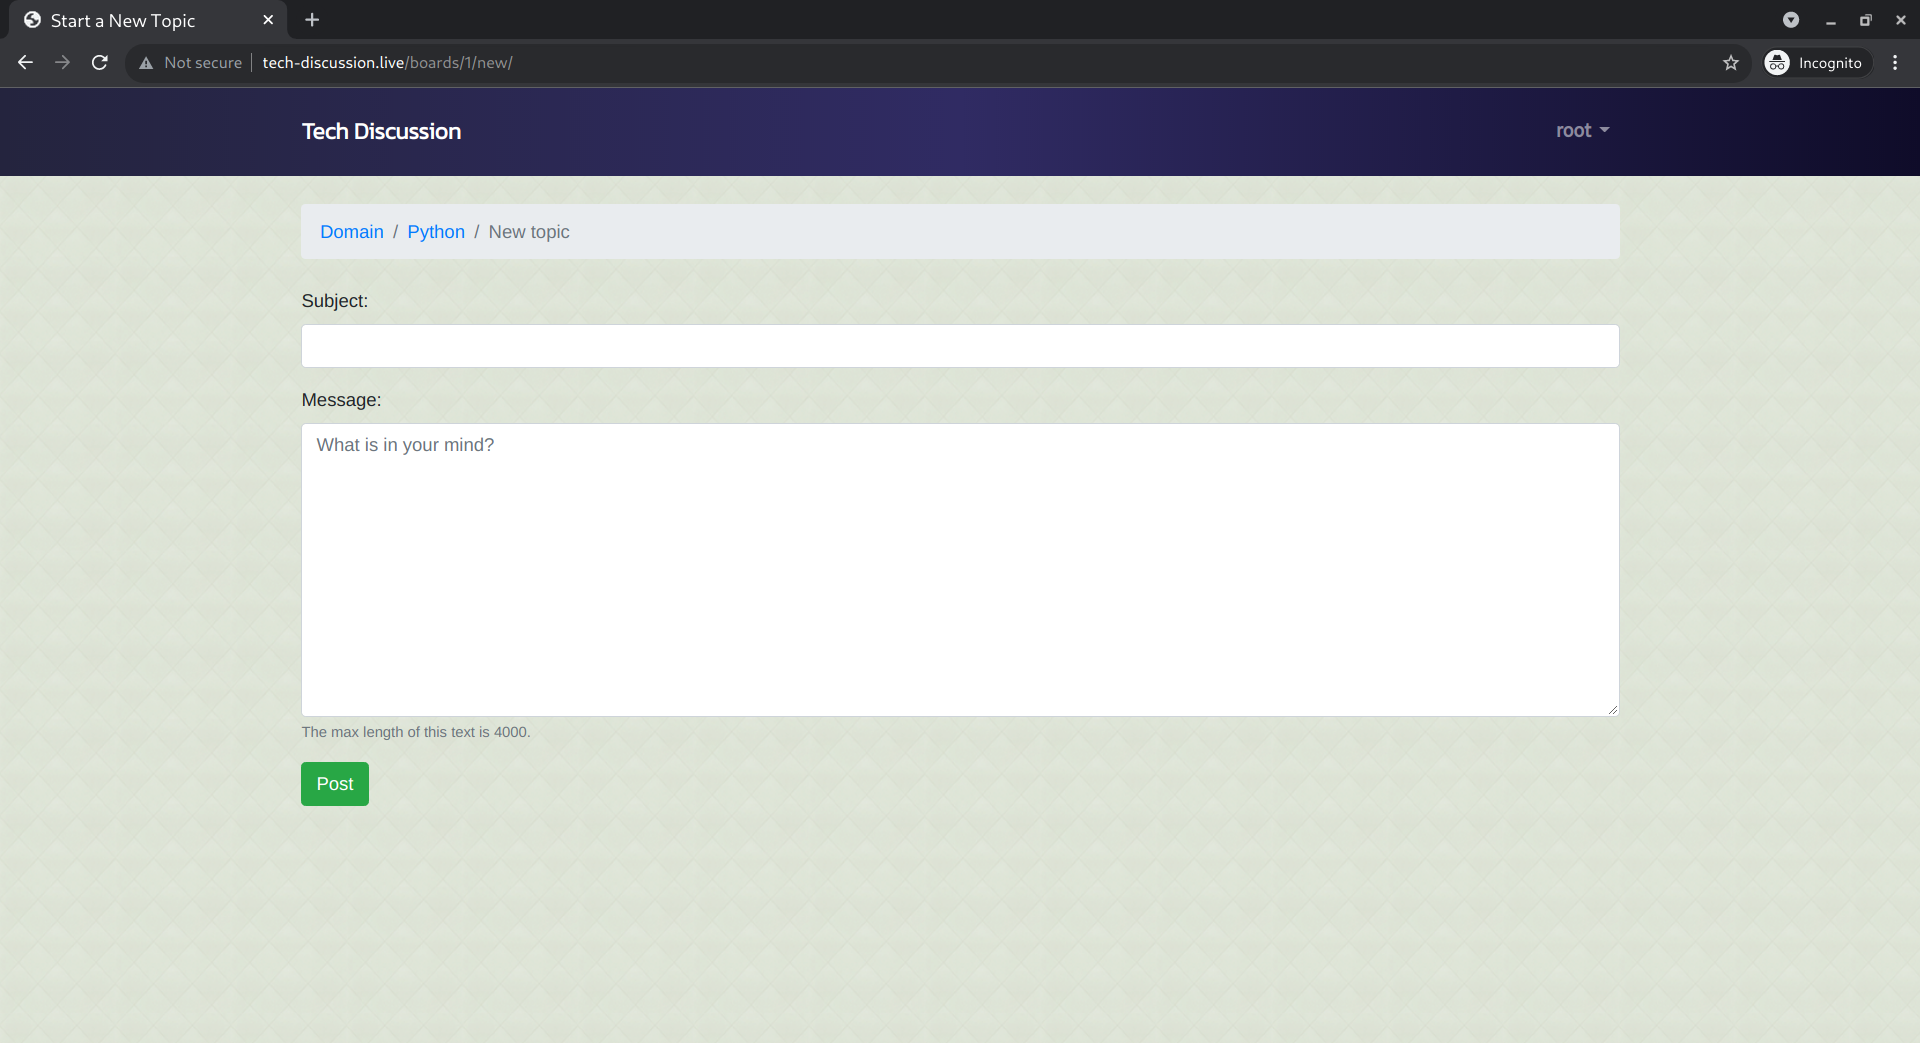 Start a New Topic
Not secure tech-discussion.live/boards/1/new/ Incognito
Tech Discussion root
Domain / Python / New topic
Subject:
Message:
What is in your mind?
The max length of this text is 4000.
Post